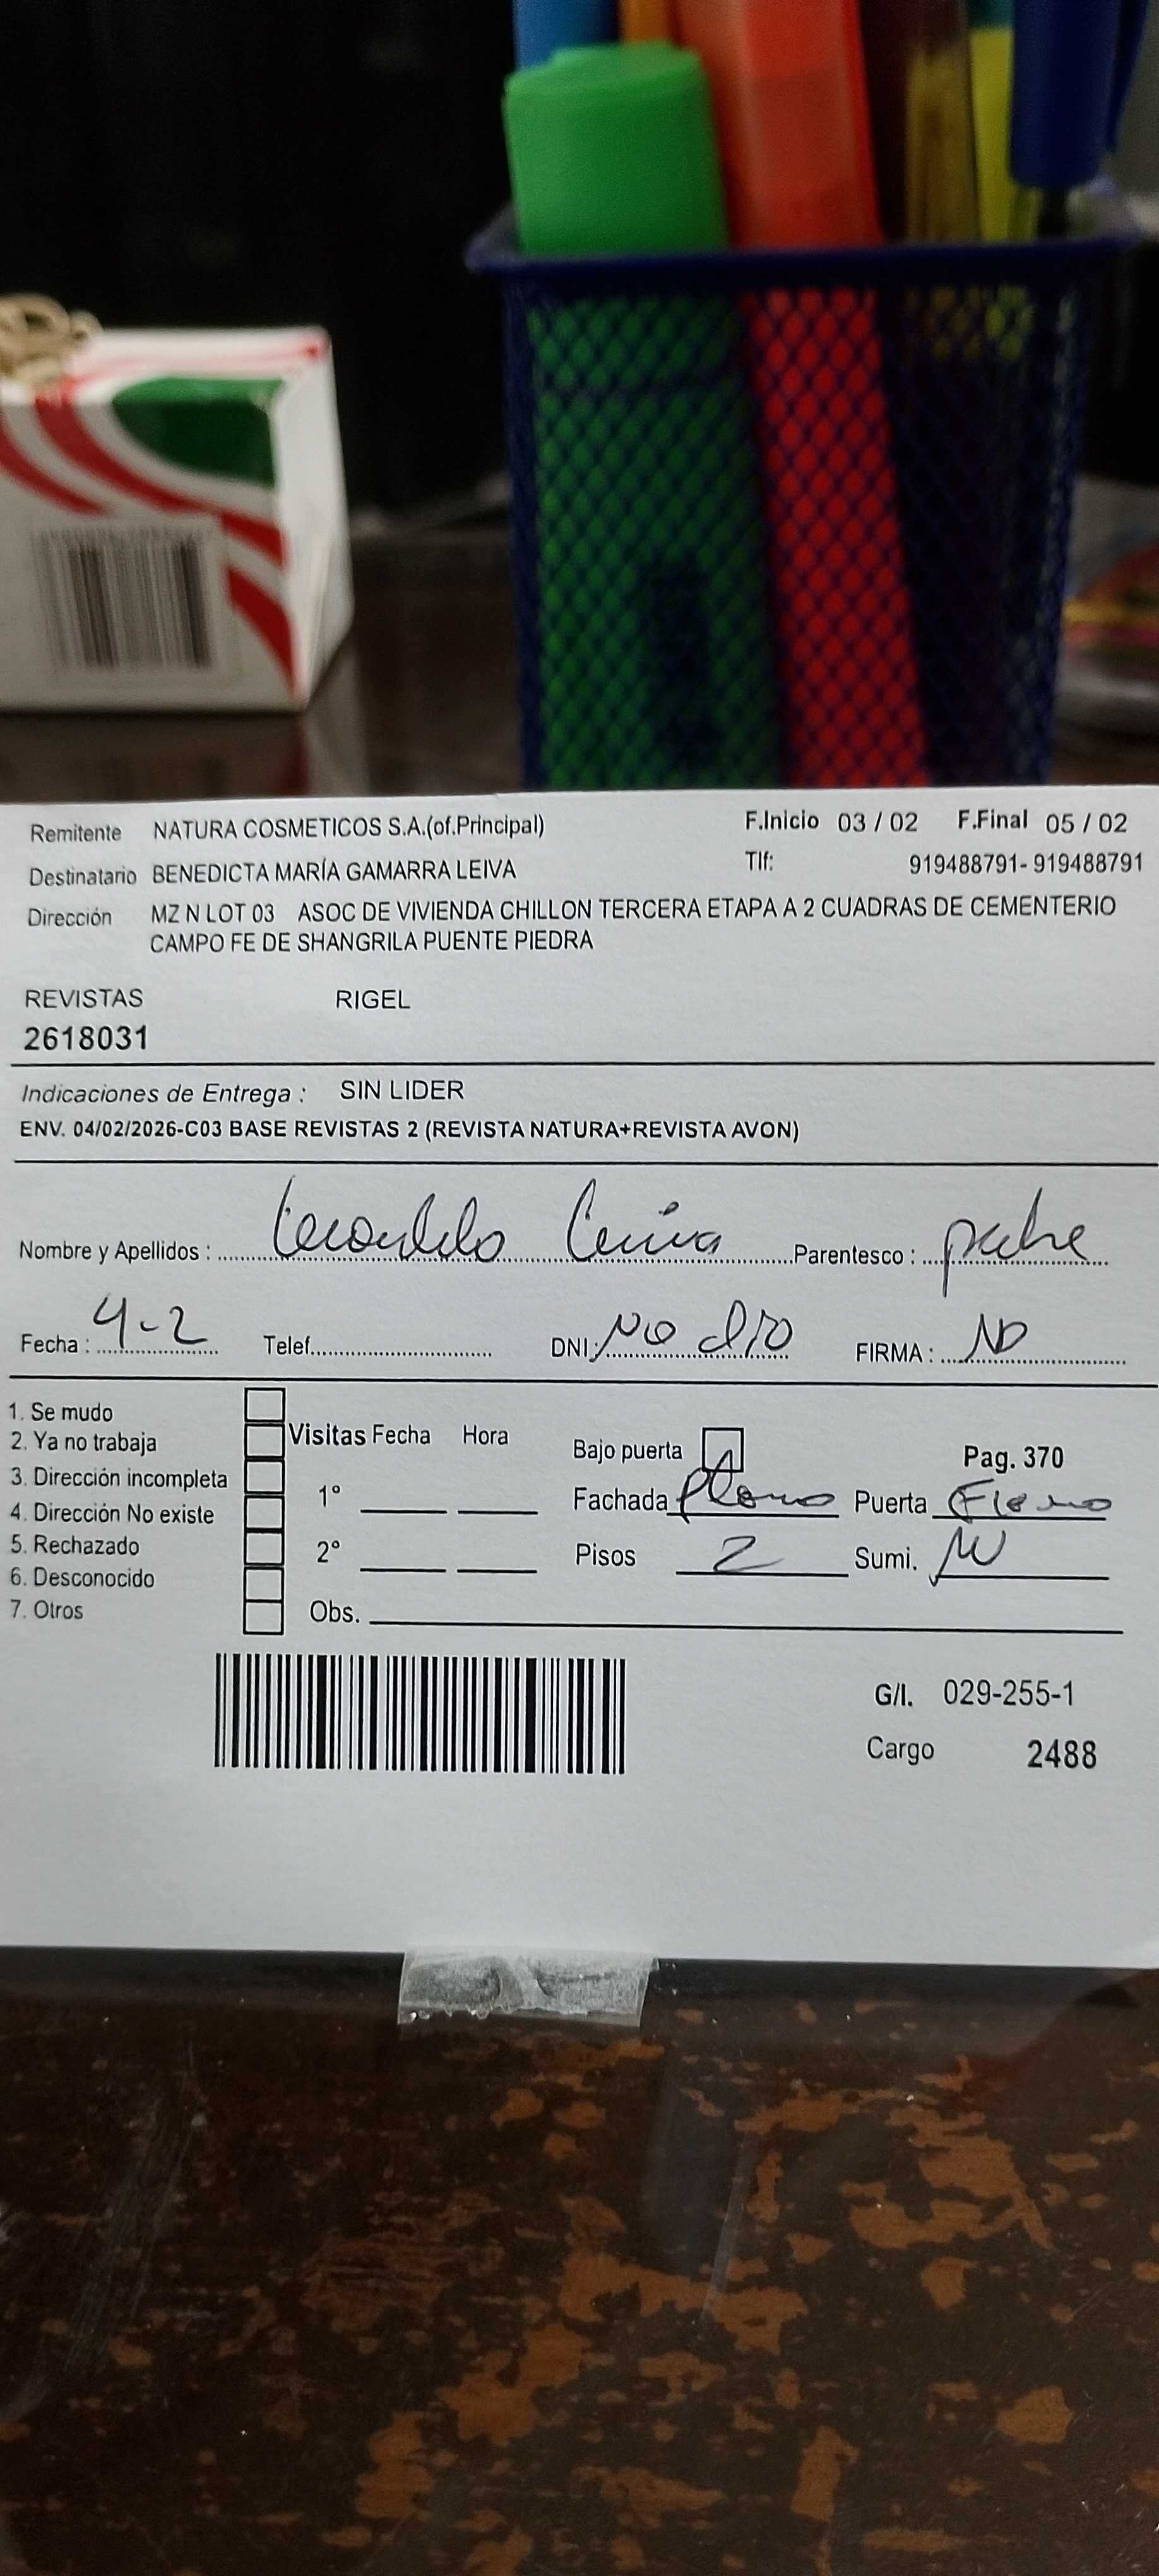 Remitente NATURA COSMETICOS S.A.(of.Principal) F.Inicio 03 / 02 F.Final 05 / 02
Destinatario BENEDICTA MARÍA GAMARRA LEIVA Tlf: 919488791- 919488791
Dirección MZ N LOT 03 ASOC DE VIVIENDA CHILLON TERCERA ETAPA A 2 CUADRAS DE CEMENTERIO
CAMPO FE DE SHANGRILA PUENTE PIEDRA
REVISTAS RIGEL
2618031
Indicaciones de Entrega : SIN LIDER
ENV. 04/02/2026-C03 BASE REVISTAS 2 (REVISTA NATURA+REVISTA AVON)
Nombre y Apellidos : Parentesco : padre
Fecha : 4-2 Telef. DNI: No dio FIRMA : NO
1. Se mudo
2. Ya no trabaja Visitas Fecha Hora Bajo puerta Pag. 370
3. Dirección incompleta 1° Fachada Puerta
4. Dirección No existe
5. Rechazado 2° Pisos 2 Sumi.
6. Desconocido
7. Otros Obs.
G/I. 029-255-1
Cargo 2488